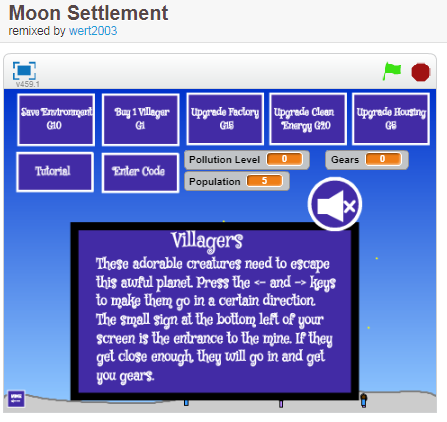 Moon Settlement
remixed by wert2003
v459.1
Save Environment G10
Buy 1 Villager G1
Upgrade Factory G15
Upgrade Clean Energy G20
Upgrade Housing G5
Tutorial
Enter Code
Pollution Level 0
Gears 0
Population 5
Villagers
These adorable creatures need to escape
this awful planet. Press the <- and -> keys
to make them go in a certain direction.
The small sign at the bottom left of your
screen is the entrance to the mine. If they
get close enough, they will go in and get
you gears.